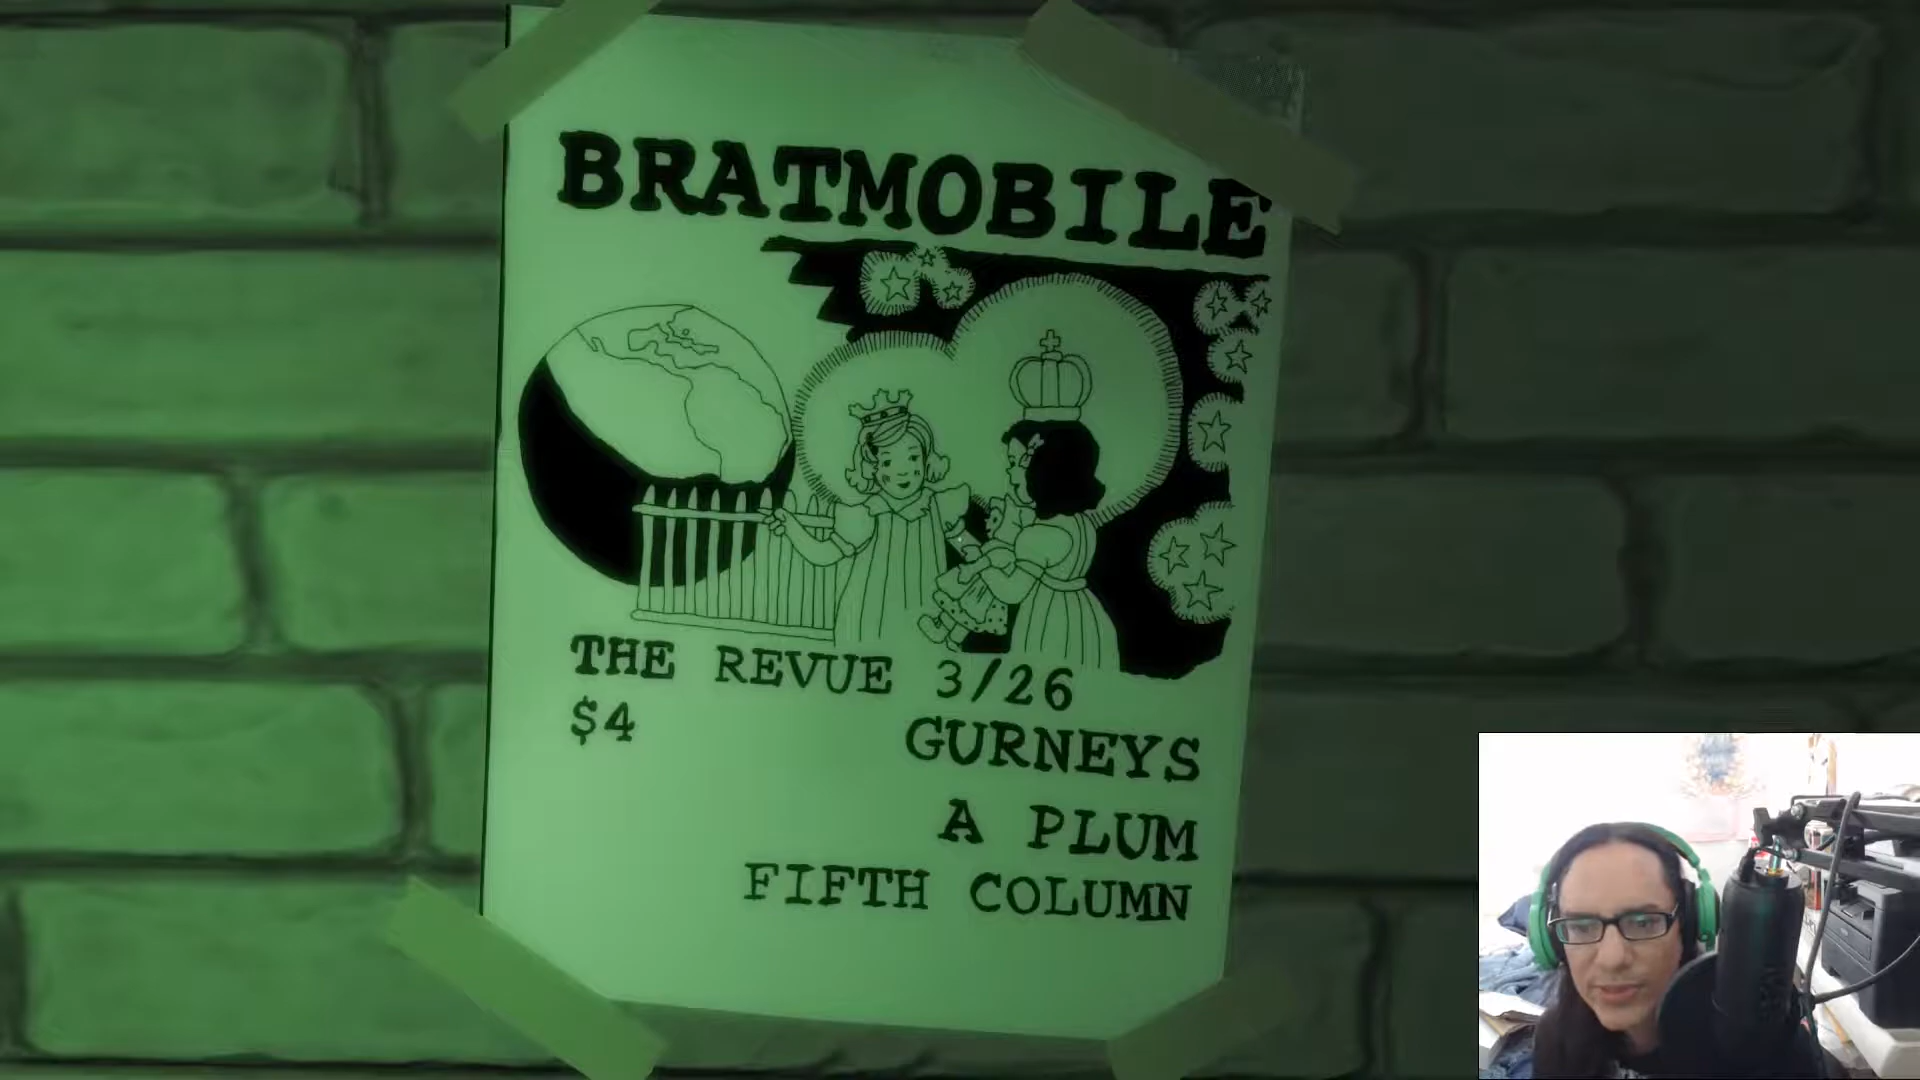 BRATMOBILE
THE REVUE 3/26
$4
GURNEYS
A PLUM
FIFTH COLUMN